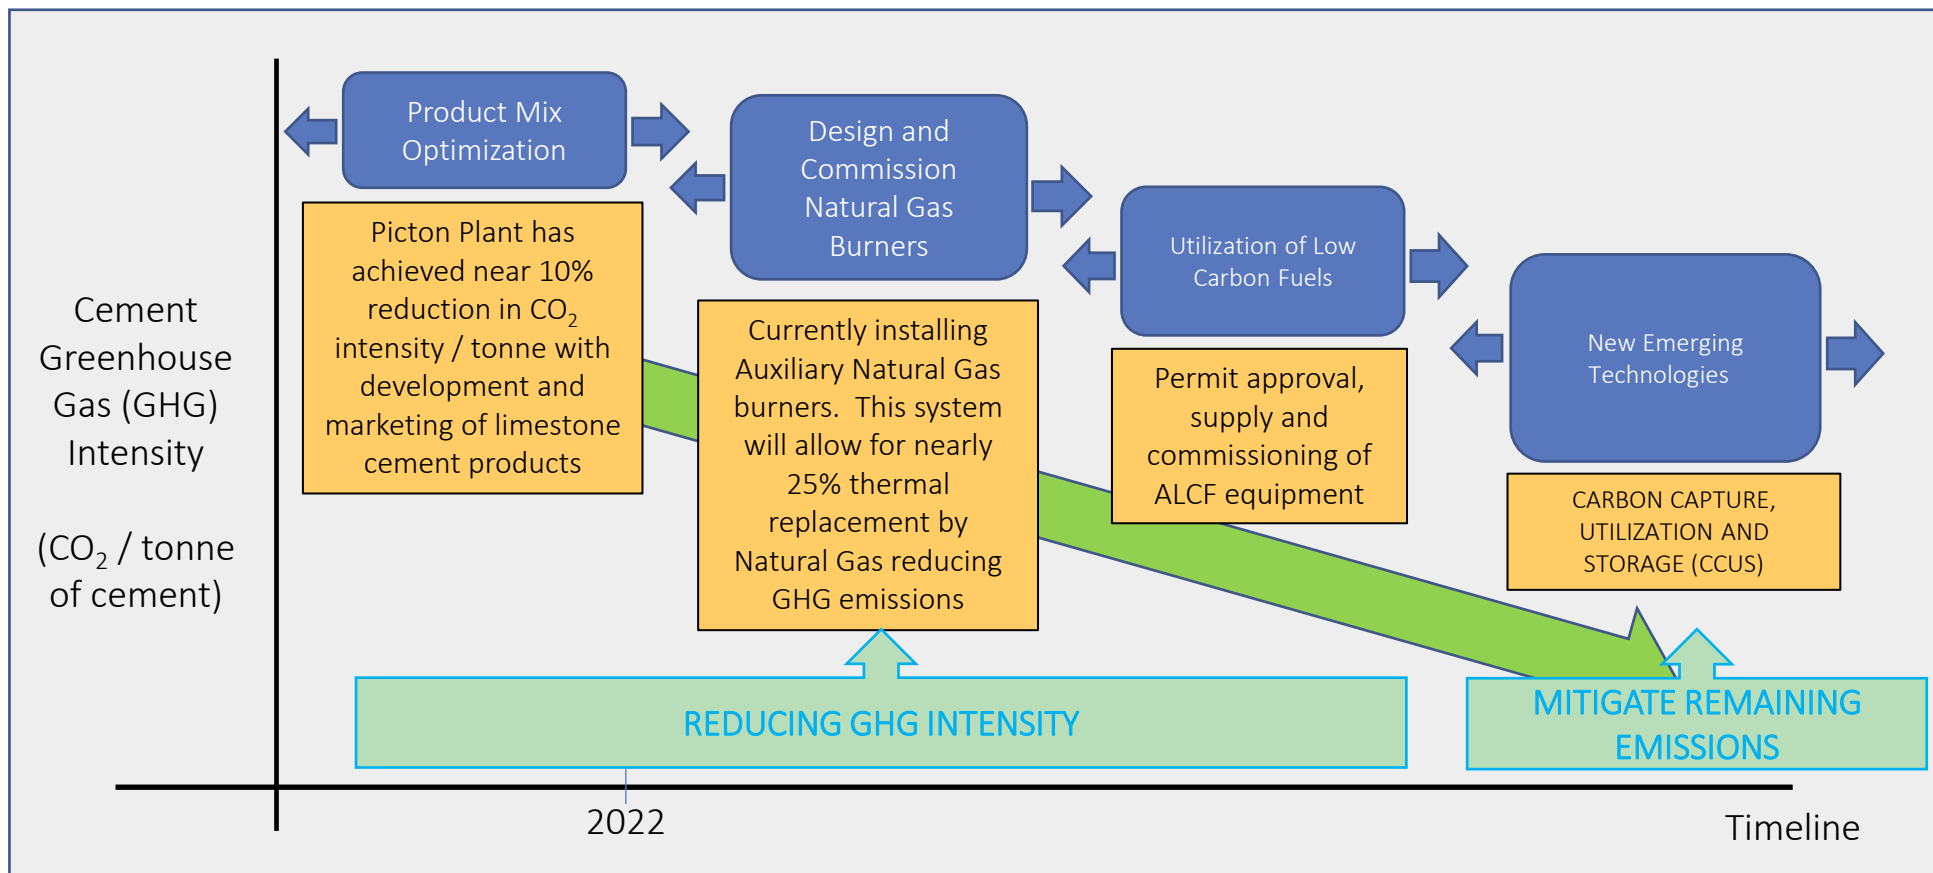 Product Mix
Optimization
Design and
Commission
Natural Gas
Burners
Utilization of Low
Carbon Fuels
New Emerging
Technologies
Picton Plant has
achieved near 10%
reduction in CO₂
intensity / tonne with
development and
marketing of limestone
cement products
Currently installing
Auxiliary Natural Gas
burners.  This system
will allow for nearly
25% thermal
replacement by
Natural Gas reducing
GHG emissions
Permit approval,
supply and
commissioning of
ALCF equipment
CARBON CAPTURE,
UTILIZATION AND
STORAGE (CCUS)
Cement
Greenhouse
Gas (GHG)
Intensity
(CO₂ / tonne
of cement)
REDUCING GHG INTENSITY
MITIGATE REMAINING
EMISSIONS
2022
Timeline